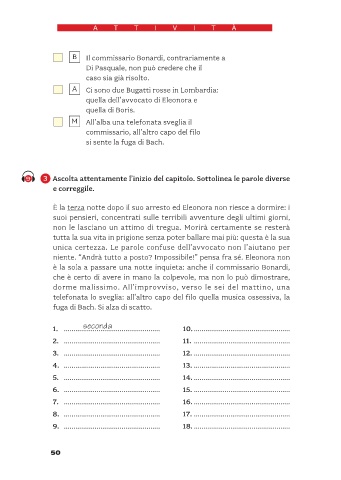 A T T I V I T À
B Il commissario Bonardi, contrariamente a
Di Pasquale, non può credere che il
caso sia già risolto.
A Ci sono due Bugatti rosse in Lombardia:
quella dell'avvocato di Eleonora e
quella di Boris.
M All'alba una telefonata sveglia il
commissario, all'altro capo del filo
si sente la fuga di Bach.
3 Ascolta attentamente l'inizio del capitolo. Sottolinea le parole diverse
e correggile.
È la terza notte dopo il suo arresto ed Eleonora non riesce a dormire: i
suoi pensieri, concentrati sulle terribili avventure degli ultimi giorni,
non le lasciano un attimo di tregua. Morirà certamente se resterà
tutta la sua vita in prigione senza poter ballare mai più: questa è la sua
unica certezza. Le parole confuse dell'avvocato non l'aiutano per
niente. “Andrà tutto a posto? Impossibile!” pensa fra sé. Eleonora non
è la sola a passare una notte inquieta: anche il commissario Bonardi,
che è certo di avere in mano la colpevole, ma non lo può dimostrare,
dorme malissimo. All'improvviso, verso le sei del mattino, una
telefonata lo sveglia: all'altro capo del filo quella musica ossessiva, la
fuga di Bach. Si alza di scatto.
1. seconda
2.
3.
4.
5.
6.
7.
8.
9.
10.
11.
12.
13.
14.
15.
16.
17.
18.
50